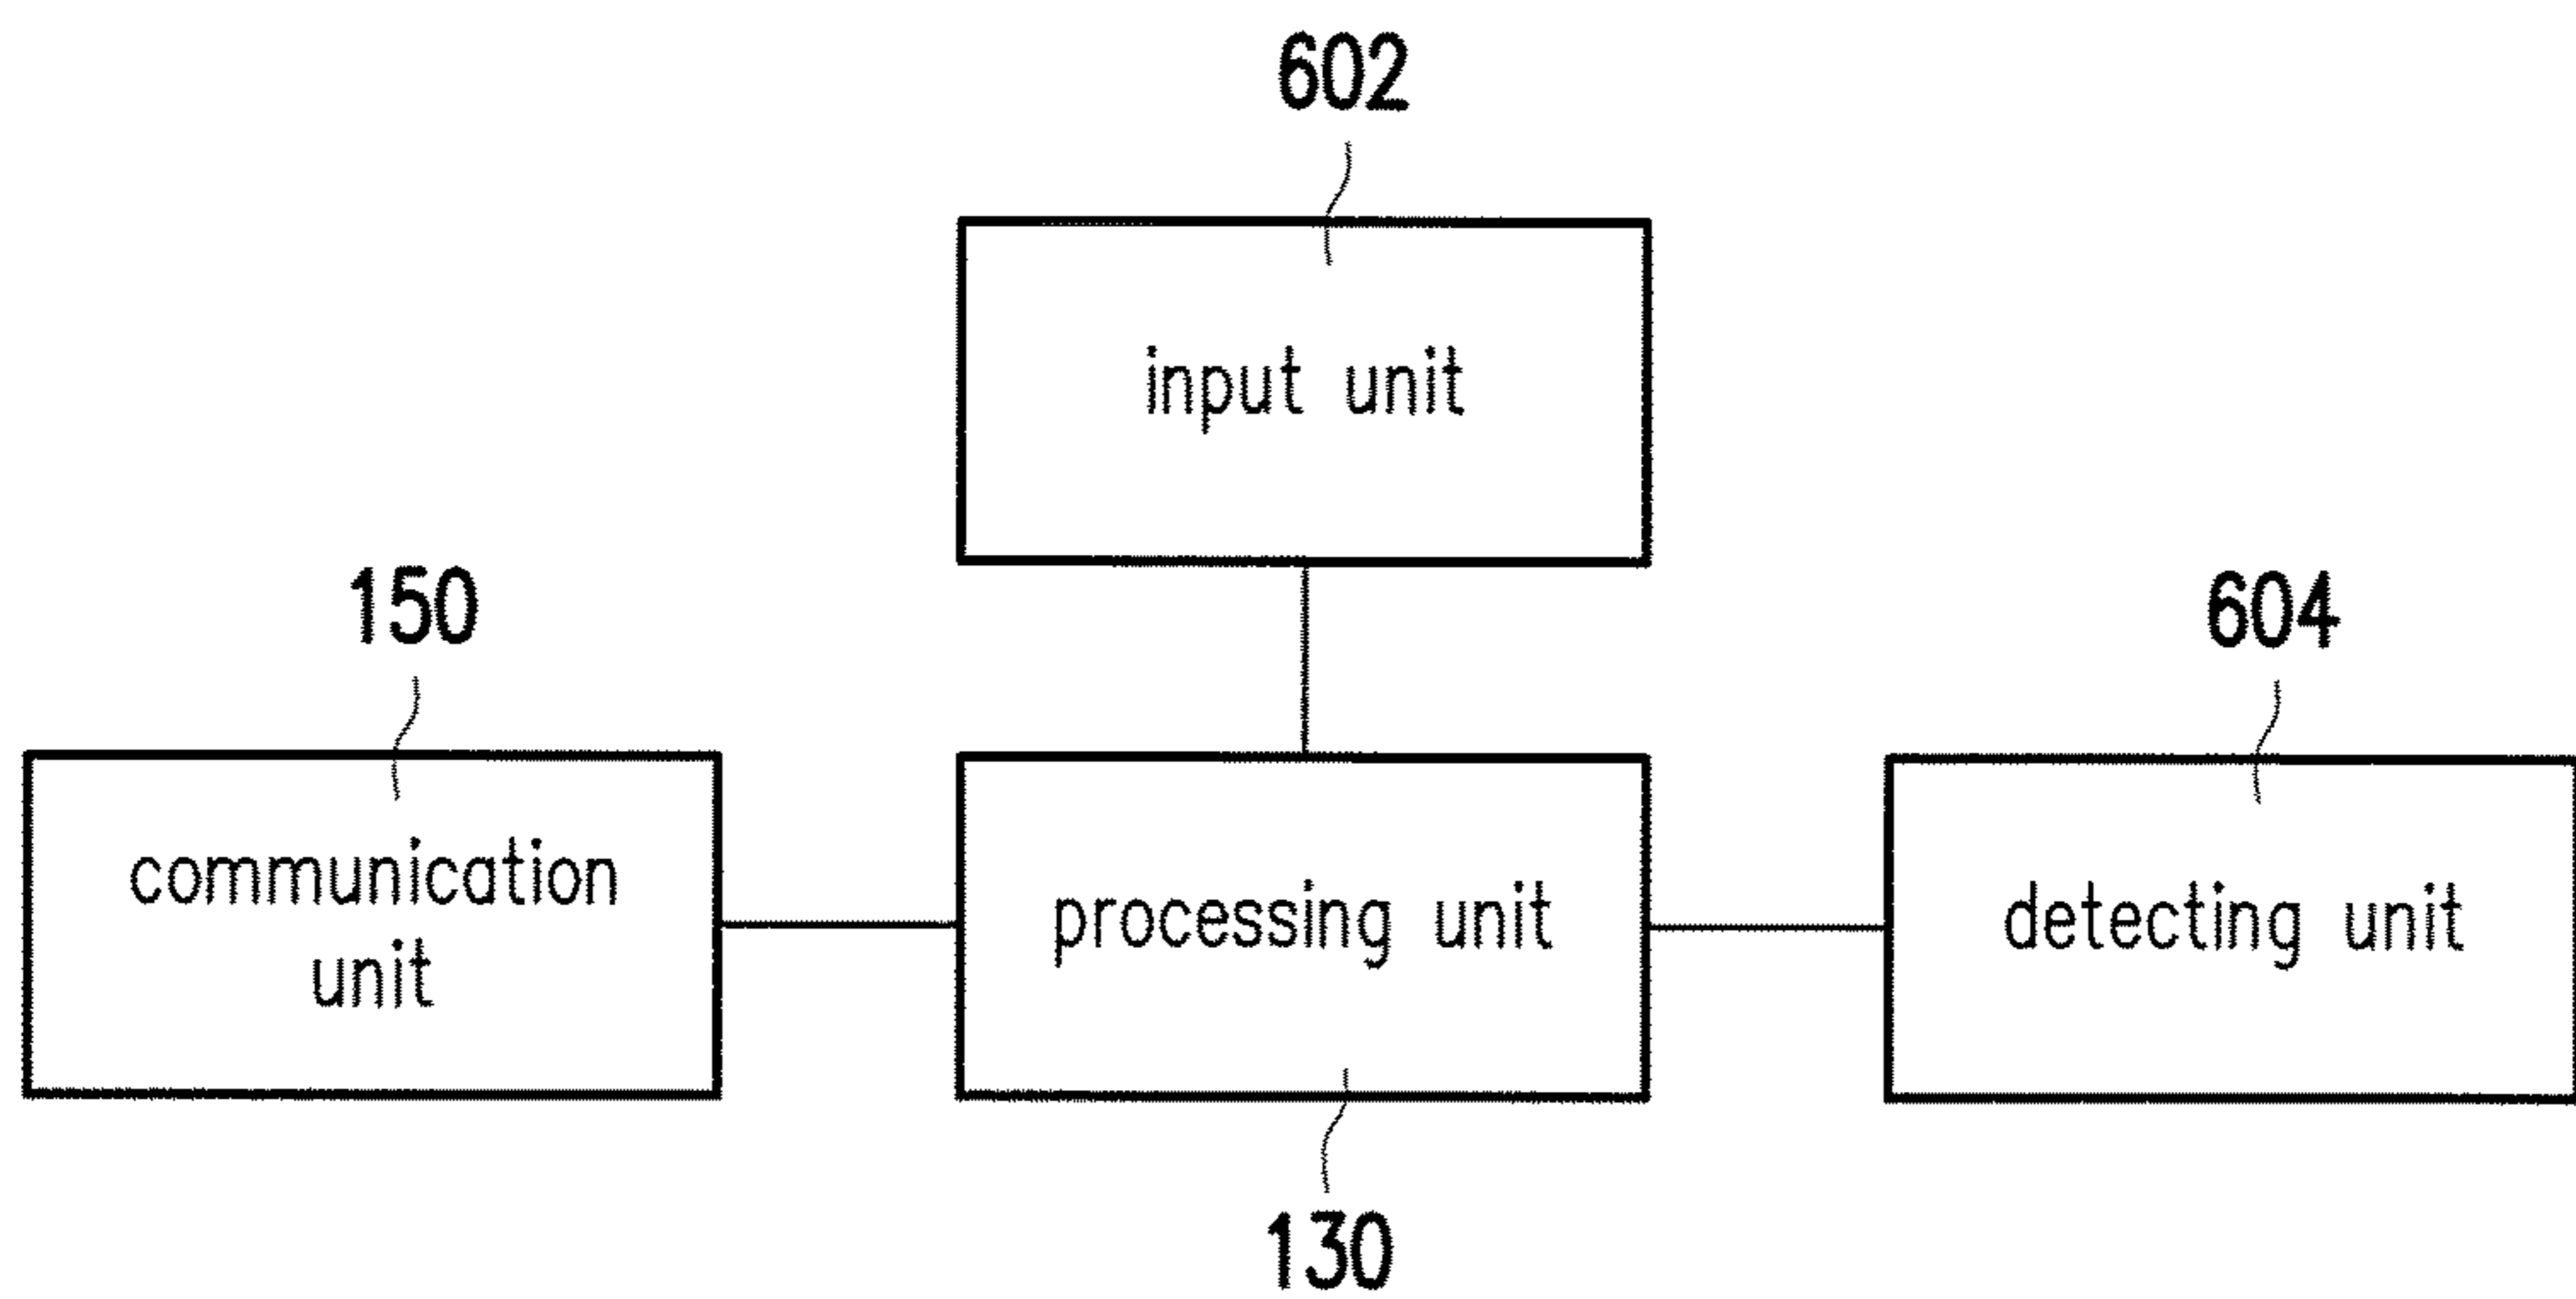 602
input unit
150
604
communication
unit
processing unit
detecting unit
130